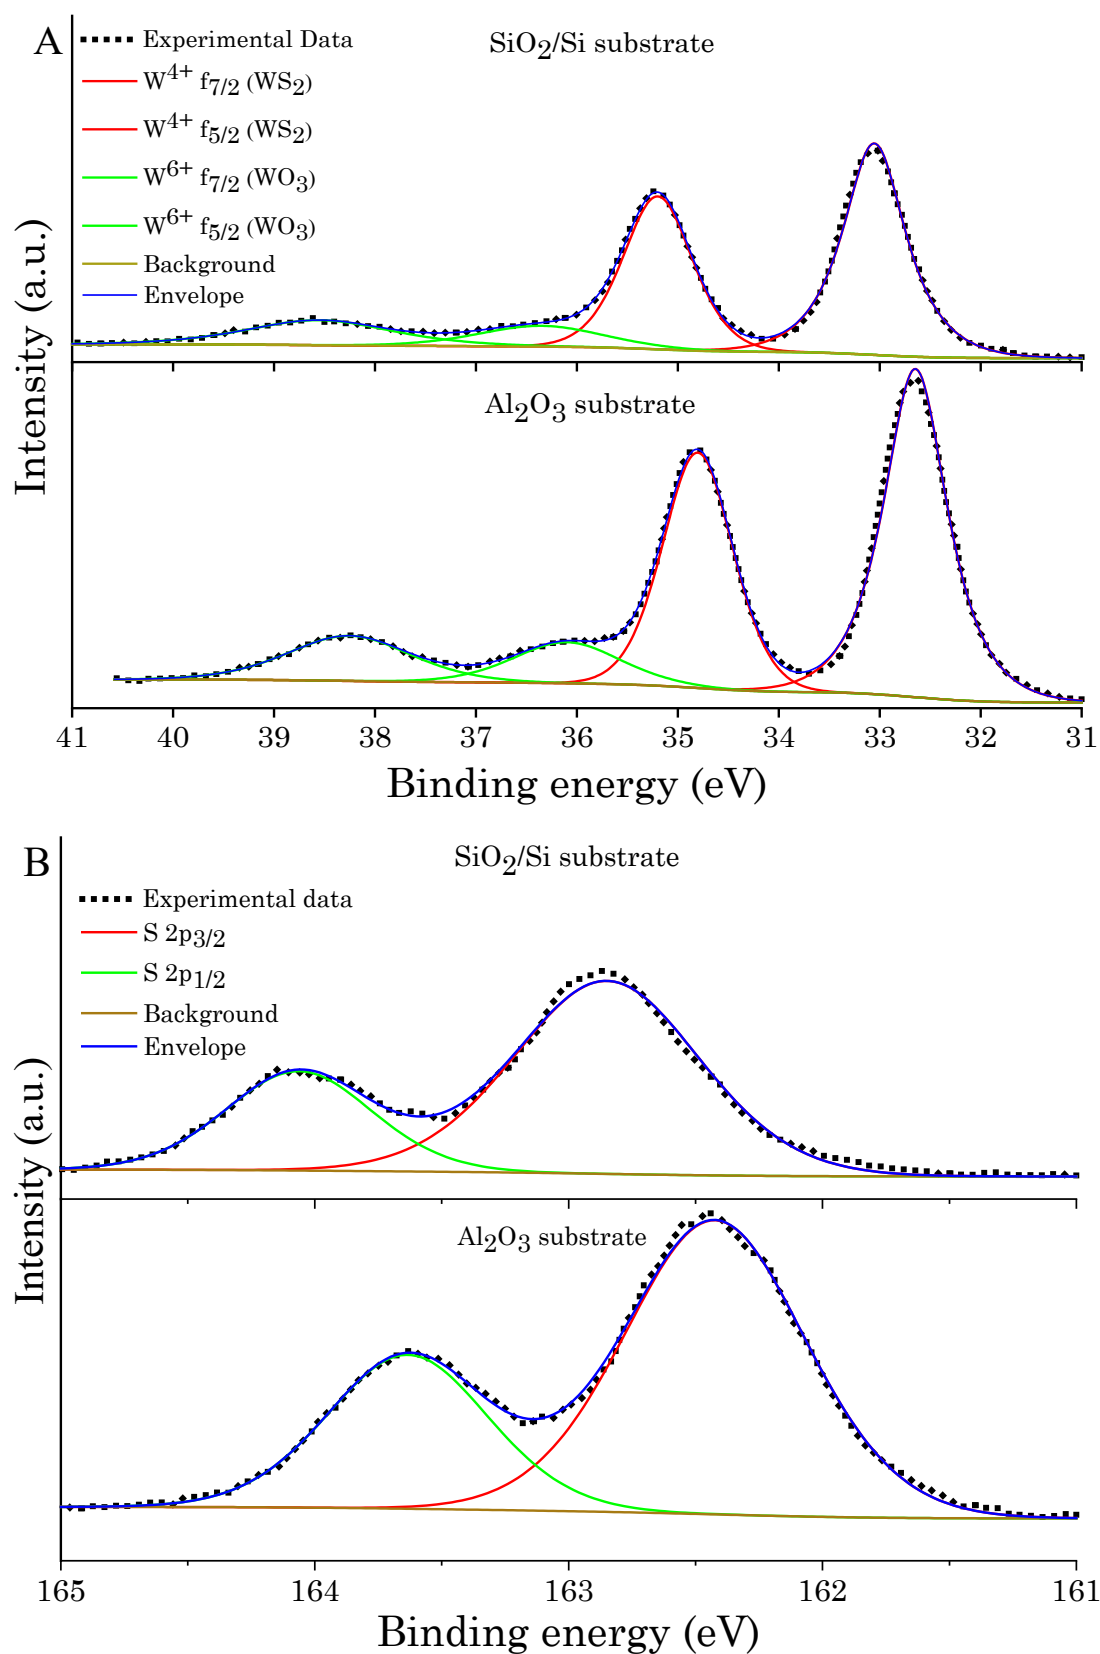 A
SiO2/Si substrate
Experimental Data
W4+ f7/2 (WS2)
W4+ f5/2 (WS2)
W6+ f7/2 (WO3)
W6+ f5/2 (WO3)
Background
Envelope
Intensity (a.u.)
Al2O3 substrate
41 40 39 38 37 36 35 34 33 32 31
Binding energy (eV)
B
SiO2/Si substrate
Experimental data
S 2p3/2
S 2p1/2
Background
Envelope
Intensity (a.u.)
Al2O3 substrate
165 164 163 162 161
Binding energy (eV)